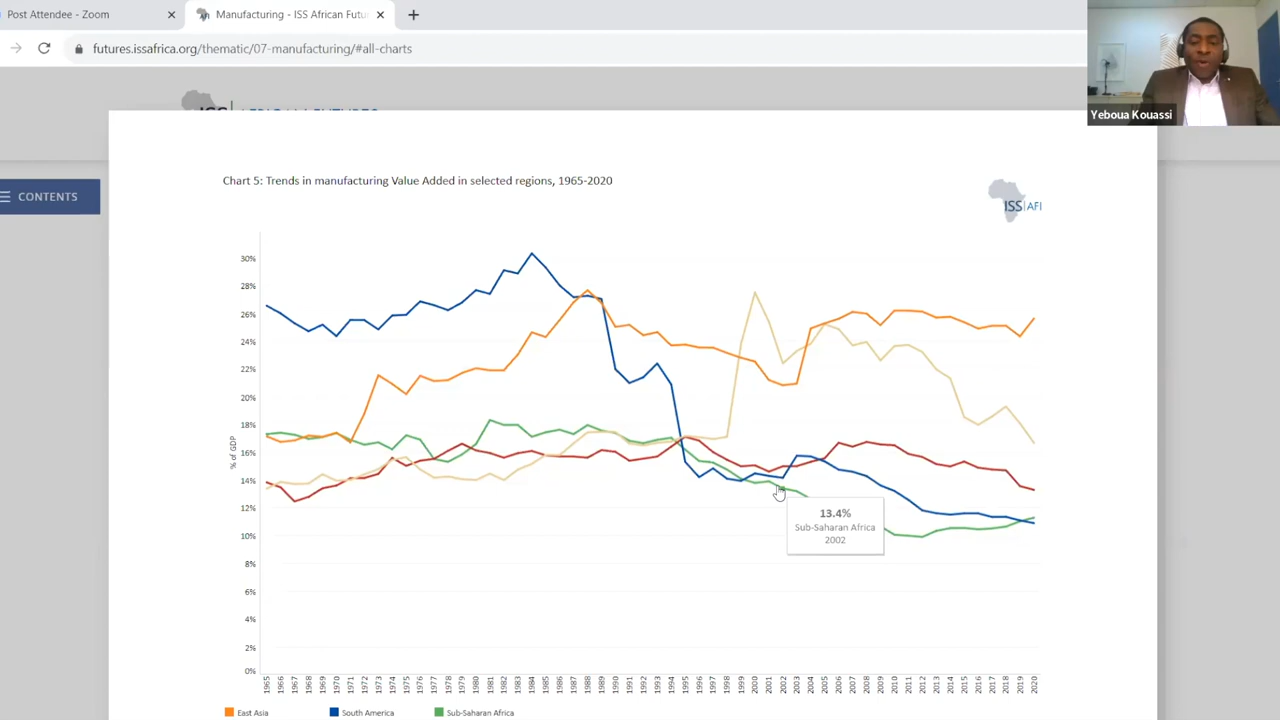 Post Attendee - Zoom
Manufacturing - ISS African Futu
futures.issafrica.org/thematic/07-manufacturing/#all-charts
Yeboua Kouassi
CONTENTS
Chart 5: Trends in manufacturing Value Added in selected regions, 1965-2020
ISS AFI
30%
28%
26%
24%
22%
20%
18%
16%
14%
12%
10%
8%
6%
4%
2%
0%
% of GDP
13.4%
Sub-Saharan Africa
2002
1965 1966 1967 1968 1969 1970 1971 1972 1973 1974 1975 1976 1977 1978 1979 1980 1981 1982 1983 1984 1985 1986 1987 1988 1989 1990 1991 1992 1993 1994 1995 1996 1997 1998 1999 2000 2001 2002 2003 2004 2005 2006 2007 2008 2009 2010 2011 2012 2013 2014 2015 2016 2017 2018 2019 2020
East Asia South America Sub-Saharan Africa